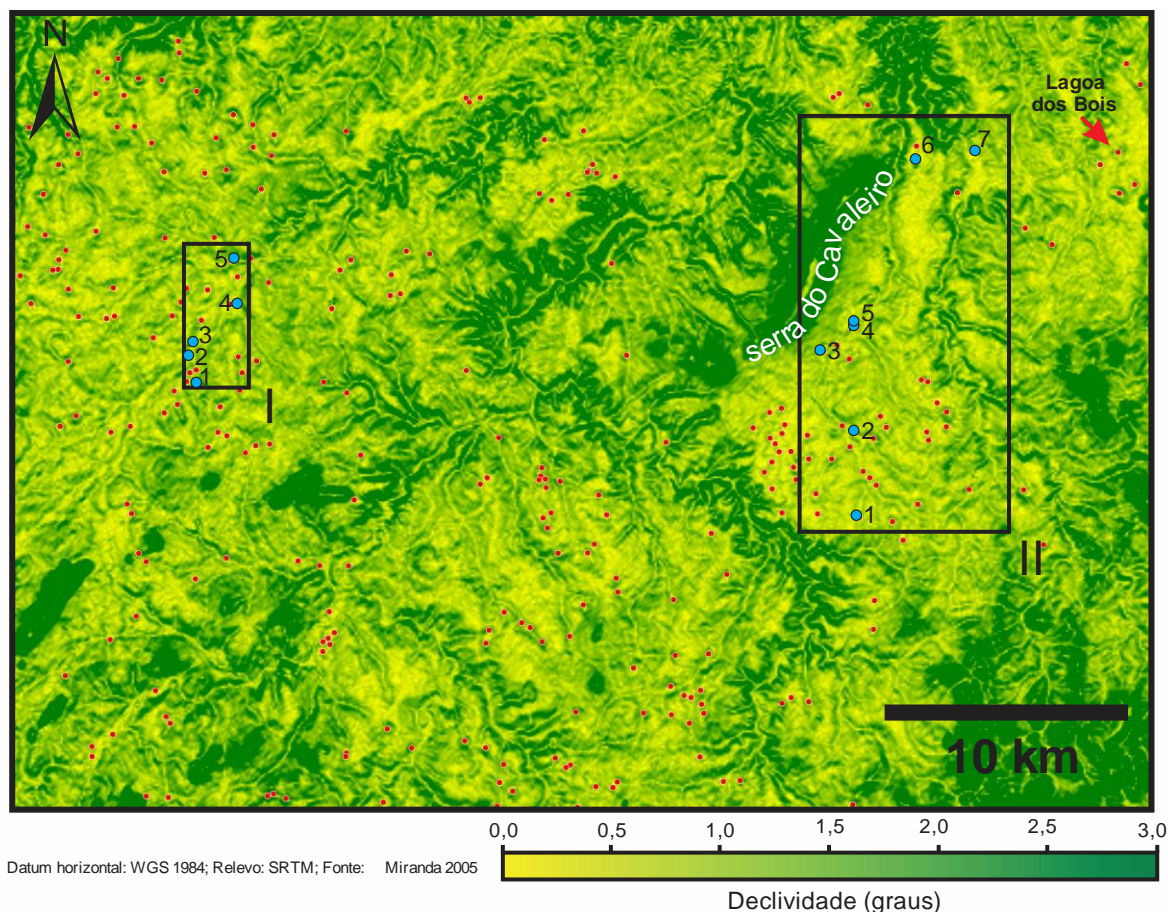 N
Lagoa
dos Bois
6
7
serra do Cavaleiro
5
4
3
2
1
I
5
4
3
2
1
II
10 km
0,0
0,5
1,0
1,5
2,0
2,5
3,0
Datum horizontal: WGS 1984; Relevo: SRTM; Fonte: Miranda 2005
Declividade (graus)